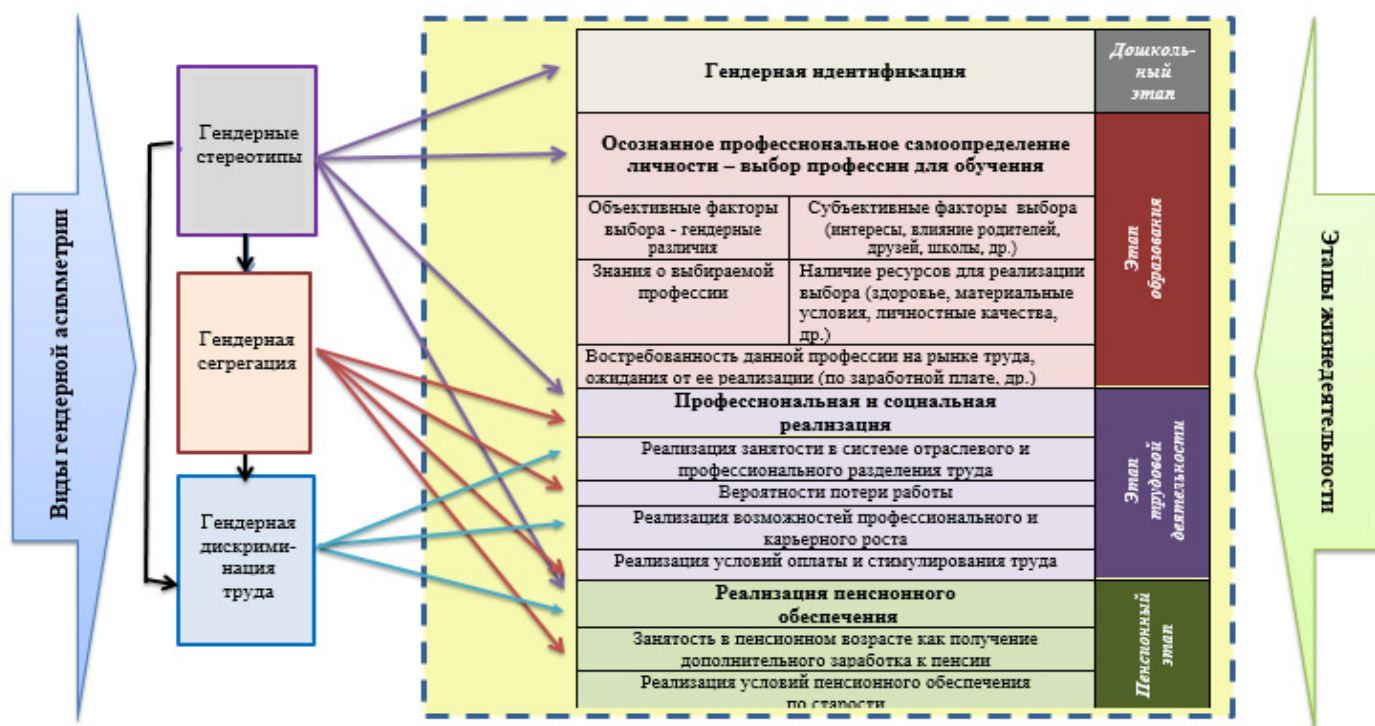 Виды гендерной асимметрии
Гендерные
стереотипы
Гендерная
сегрегация
Гендерная
дискрими-
нация
труда
Гендерная идентификация
Дошколь-
ный
этап
Осознанное профессиональное самоопределение
личности – выбор профессии для обучения
Объективные факторы
выбора - гендерные
различия
Субъективные факторы выбора
(интересы, влияние родителей,
друзей, школы, др.)
Знания о выбираемой
профессии
Наличие ресурсов для реализации
выбора (здоровье, материальные
условия, личностные качества,
др.)
Востребованность данной профессии на рынке труда,
ожидания от ее реализации (по заработной плате, др.)
Этап
образования
Профессиональная и социальная
реализация
Реализация занятости в системе отраслевого и
профессионального разделения труда
Вероятности потери работы
Реализация возможностей профессионального и
карьерного роста
Реализация условий оплаты и стимулирования труда
Этап
трудовой
деятельности
Реализация пенсионного
обеспечения
Занятость в пенсионном возрасте как получение
дополнительного заработка к пенсии
Реализация условий пенсионного обеспечения
по старости
Пенсионный
этап
Этапы жизнедеятельности